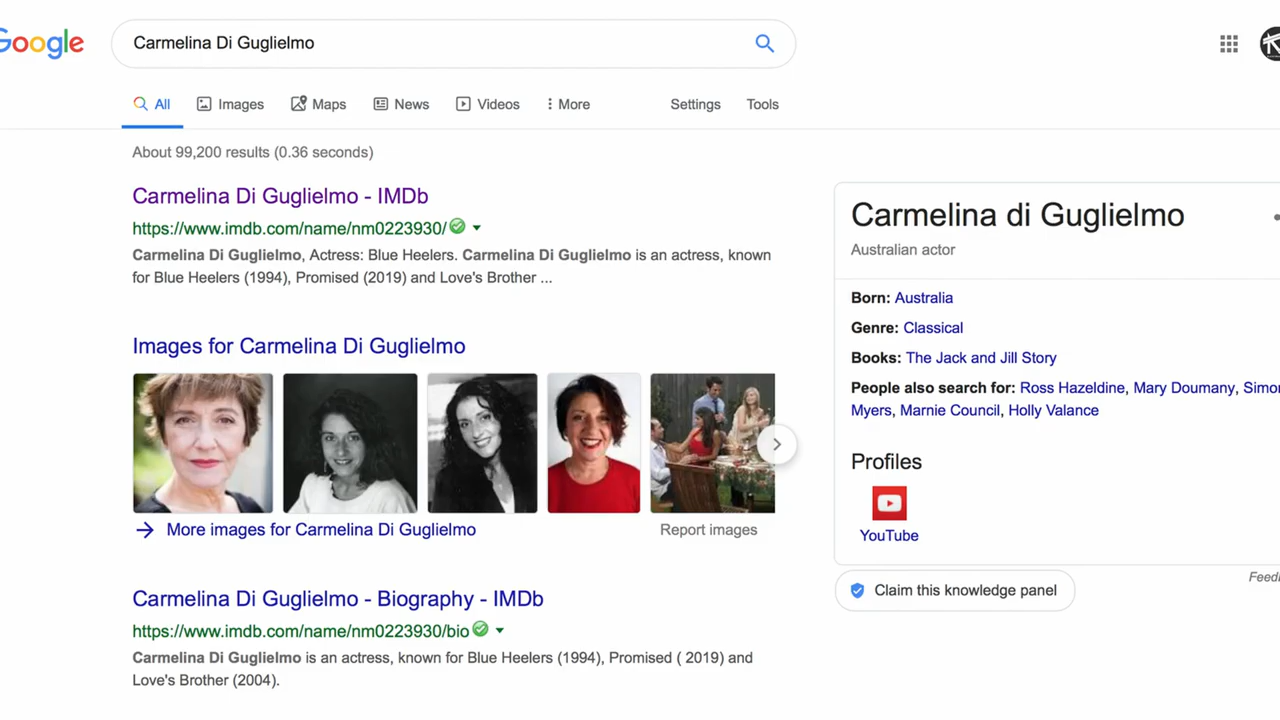 Google
Carmelina Di Guglielmo
All Images Maps News Videos More Settings Tools
About 99,200 results (0.36 seconds)
Carmelina Di Guglielmo - IMDb
https://www.imdb.com/name/nm0223930/
Carmelina Di Guglielmo, Actress: Blue Heelers. Carmelina Di Guglielmo is an actress, known
for Blue Heelers (1994), Promised (2019) and Love's Brother ...
Images for Carmelina Di Guglielmo
More images for Carmelina Di Guglielmo
Report images
Carmelina Di Guglielmo - Biography - IMDb
https://www.imdb.com/name/nm0223930/bio
Carmelina Di Guglielmo is an actress, known for Blue Heelers (1994), Promised ( 2019) and
Love's Brother (2004).
Carmelina di Guglielmo
Australian actor
Born: Australia
Genre: Classical
Books: The Jack and Jill Story
People also search for: Ross Hazeldine, Mary Doumany, Simo
Myers, Marnie Council, Holly Valance
Profiles
YouTube
Feed
Claim this knowledge panel